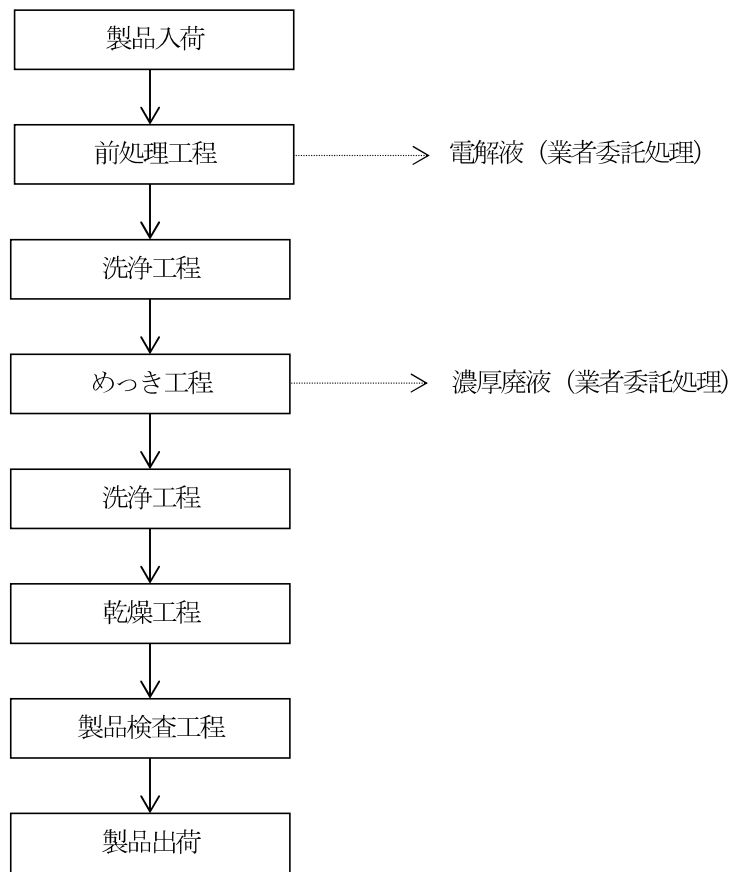 製品入荷
前処理工程
電解液（業者委託処理）
洗浄工程
めっき工程
濃厚廃液（業者委託処理）
洗浄工程
乾燥工程
製品検査工程
製品出荷